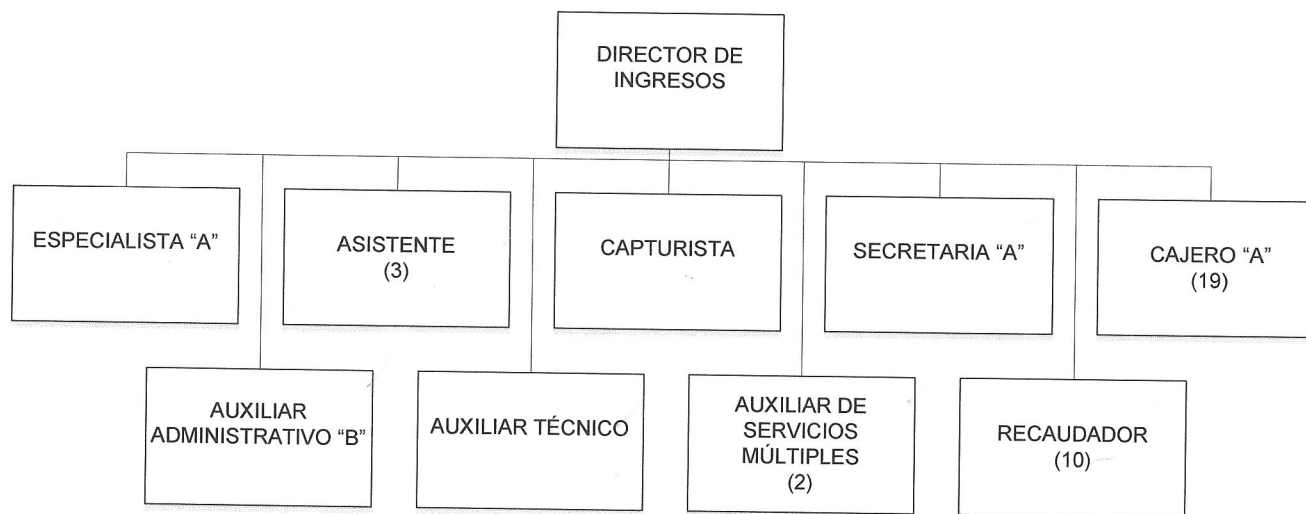 DIRECTOR DE
INGRESOS
ESPECIALISTA “A”
ASISTENTE
(3)
CAPTURISTA
SECRETARIA “A”
CAJERO “A”
(19)
AUXILIAR
ADMINISTRATIVO “B”
AUXILIAR TÉCNICO
AUXILIAR DE
SERVICIOS
MÚLTIPLES
(2)
RECAUDADOR
(10)